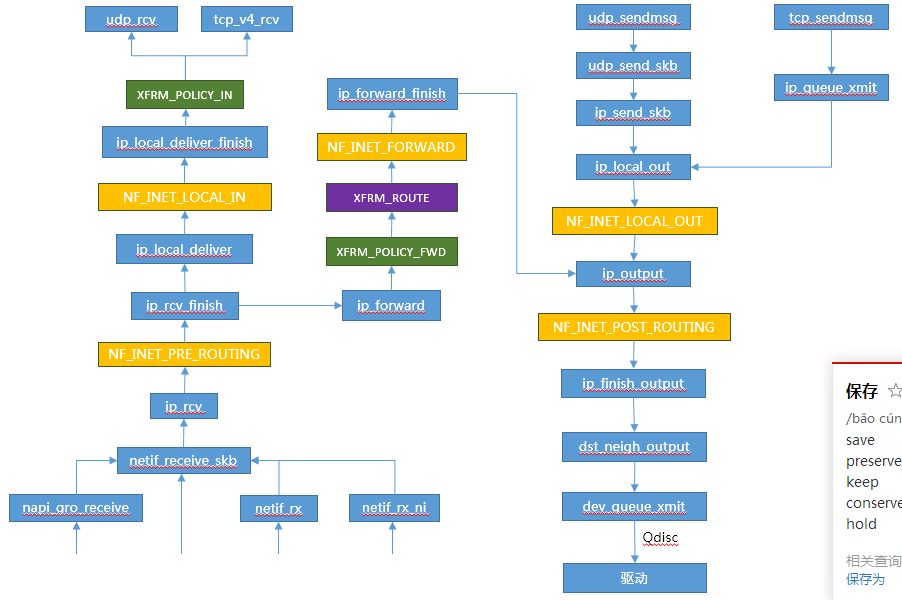 udp_rcv
tcp_v4_rcv
XFRM_POLICY_IN
ip_local_deliver_finish
NF_INET_LOCAL_IN
ip_local_deliver
ip_rcv_finish
NF_INET_PRE_ROUTING
ip_rcv
netif_receive_skb
napi_gro_receive
netif_rx
netif_rx_ni
ip_forward_finish
NF_INET_FORWARD
XFRM_ROUTE
XFRM_POLICY_FWD
ip_forward
udp_sendmsg
udp_send_skb
ip_send_skb
ip_local_out
NF_INET_LOCAL_OUT
ip_output
NF_INET_POST_ROUTING
ip_finish_output
dst_neigh_output
dev_queue_xmit
Qdisc
驱动
tcp_sendmsg
ip_queue_xmit
保存 ☆
/bǎo cún
save
preserve
keep
conserve
hold
相关查询
保存为